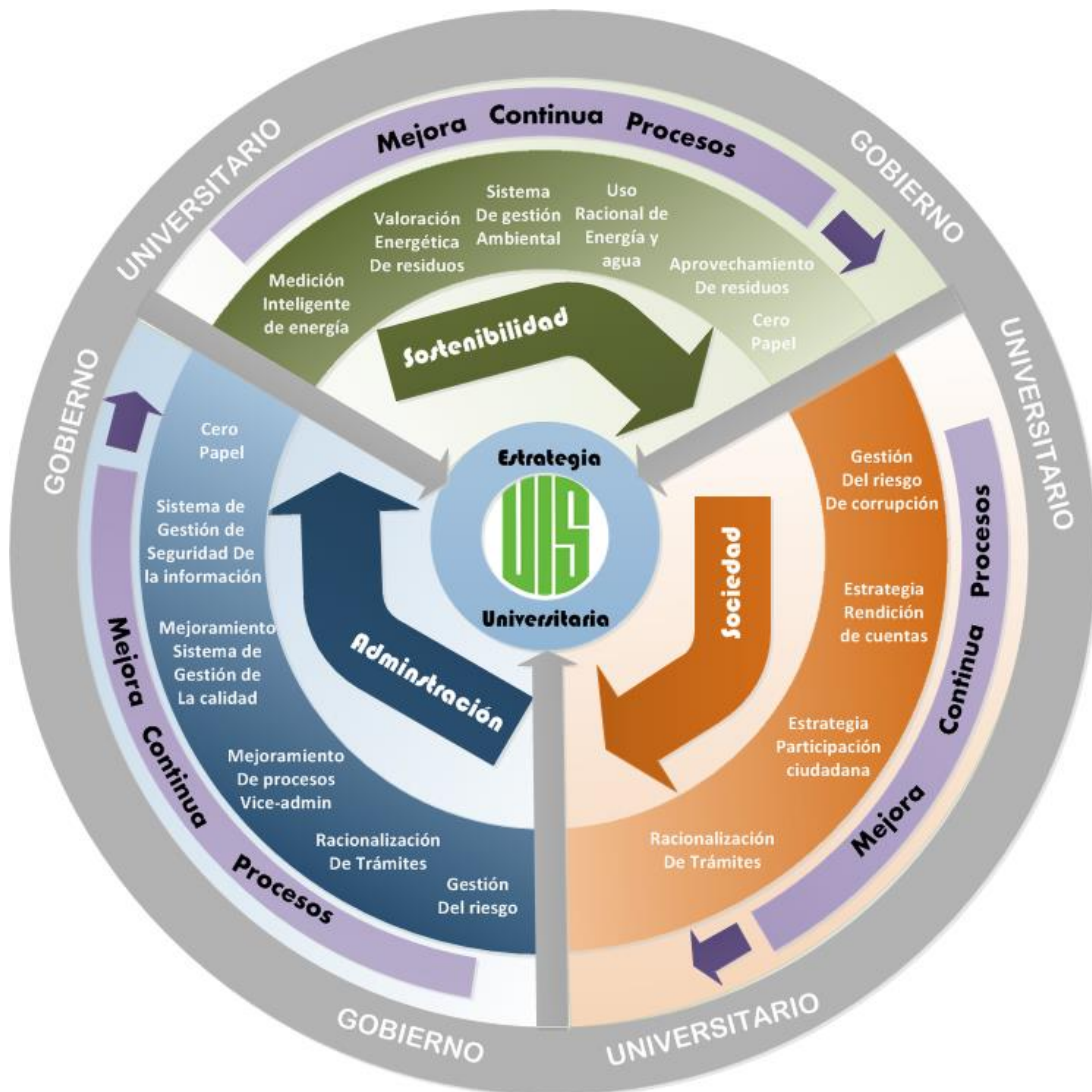 GOBIERNO UNIVERSITARIO
GOBIERNO UNIVERSITARIO
GOBIERNO UNIVERSITARIO
Mejora Continua Procesos
Medición
Inteligente
de energía
Valoración
Energética
De residuos
Sistema
De gestión
Ambiental
Uso
Racional de
Energía y
agua
Aprovechamiento
De residuos
Cero
Papel
Sostenibilidad
Estrategia
UIS
Universitaria
Sociedad
Gestión
Del riesgo
De corrupción
Estrategia
Rendición
de cuentas
Estrategia
Participación
ciudadana
Racionalización
De Trámites
Mejora Continua Procesos
Adminstración
Cero
Papel
Sistema de
Gestión de
Seguridad De
la información
Mejoramiento
Sistema de
Gestión de
La calidad
Mejoramiento
De procesos
Vice-admin
Racionalización
De Trámites
Gestión
Del riesgo
Mejora Continua Procesos